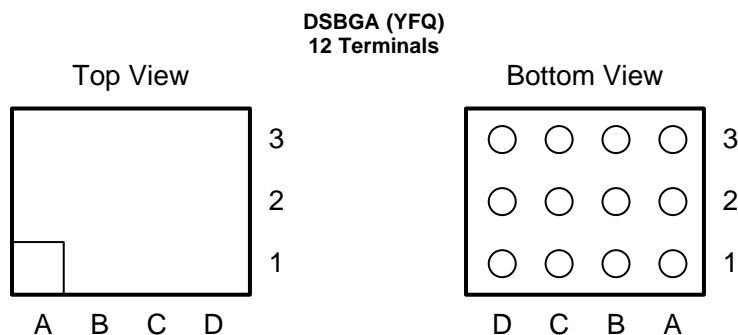 DSBGA (YFQ)
12 Terminals
Top View
3
2
1
A B C D
Bottom View
3
2
1
D C B A